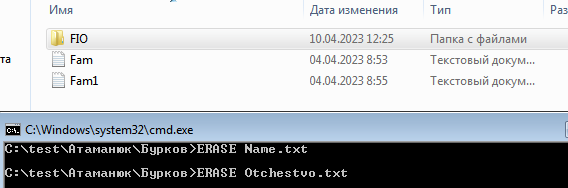 Имя Дата изменения Тип Раз
FIO 10.04.2023 12:25 Папка с файлами
та Fam 04.04.2023 8:53 Текстовый докум...
Fam1 04.04.2023 8:55 Текстовый докум...
C:\Windows\system32\cmd.exe
C:\test\Атаманюк\Бурков>ERASE Name.txt
C:\test\Атаманюк\Бурков>ERASE Otchestvo.txt